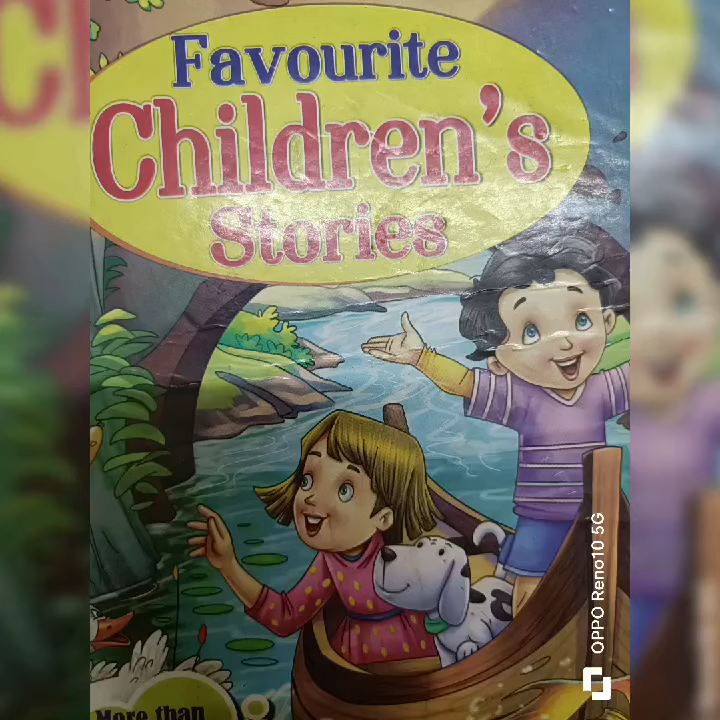 Favourite
Children's
Stories
More than
OPPO Reno10 5G